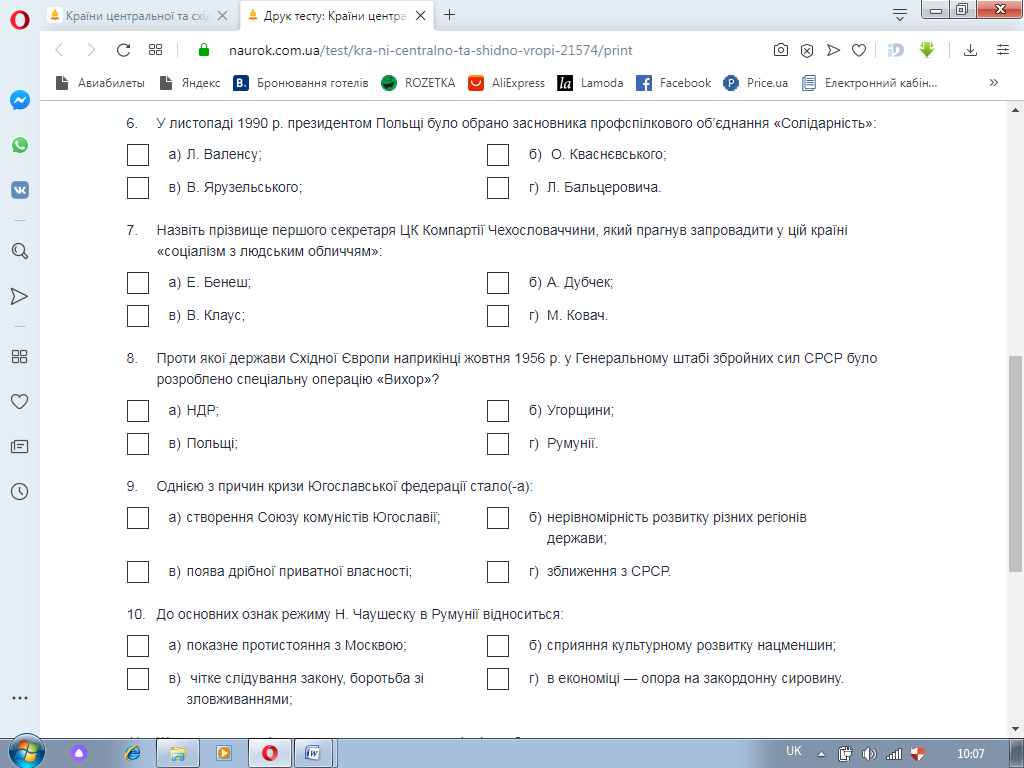 Країни центральної та схід
Друк тесту: Країни центра
naurok.com.ua/test/kra-ni-centralno-ta-shidno-vropi-21574/print
Авиабилеты Яндекс B. Бронювання готелів ROZETKA AliExpress la Lamoda Facebook P Price.ua Електронний кабін... »
6. У листопаді 1990 р. президентом Польщі було обрано засновника профспілкового об’єднання «Солідарність»:
а) Л. Валенсу; б) О. Кваснєвського;
в) В. Ярузельського; г) Л. Бальцеровича.
7. Назвіть прізвище першого секретаря ЦК Компартії Чехословаччини, який прагнув запровадити у цій країні
«соціалізм з людським обличчям»:
а) Е. Бенеш; б) А. Дубчек;
в) В. Клаус; г) М. Ковач.
8. Проти якої держави Східної Європи наприкінці жовтня 1956 р. у Генеральному штабі збройних сил СРСР було
розроблено спеціальну операцію «Вихор»?
а) НДР; б) Угорщини;
в) Польщі; г) Румунії.
9. Однією з причин кризи Югославської федерації стало(-а):
а) створення Союзу комуністів Югославії; б) нерівномірність розвитку різних регіонів
держави;
в) поява дрібної приватної власності; г) зближення з СРСР.
10. До основних ознак режиму Н. Чаушеску в Румунії відноситься:
а) показне протистояння з Москвою; б) сприяння культурному розвитку нацменшин;
в) чітке слідування закону, боротьба зі г) в економіці — опора на закордонну сировину.
зловживаннями;
UK 10:07